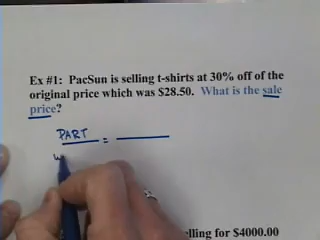 Ex #1: PacSun is selling t-shirts at 30% off of the
original price which was $28.50. What is the sale
price?
PART
=
W
lling for $4000.00